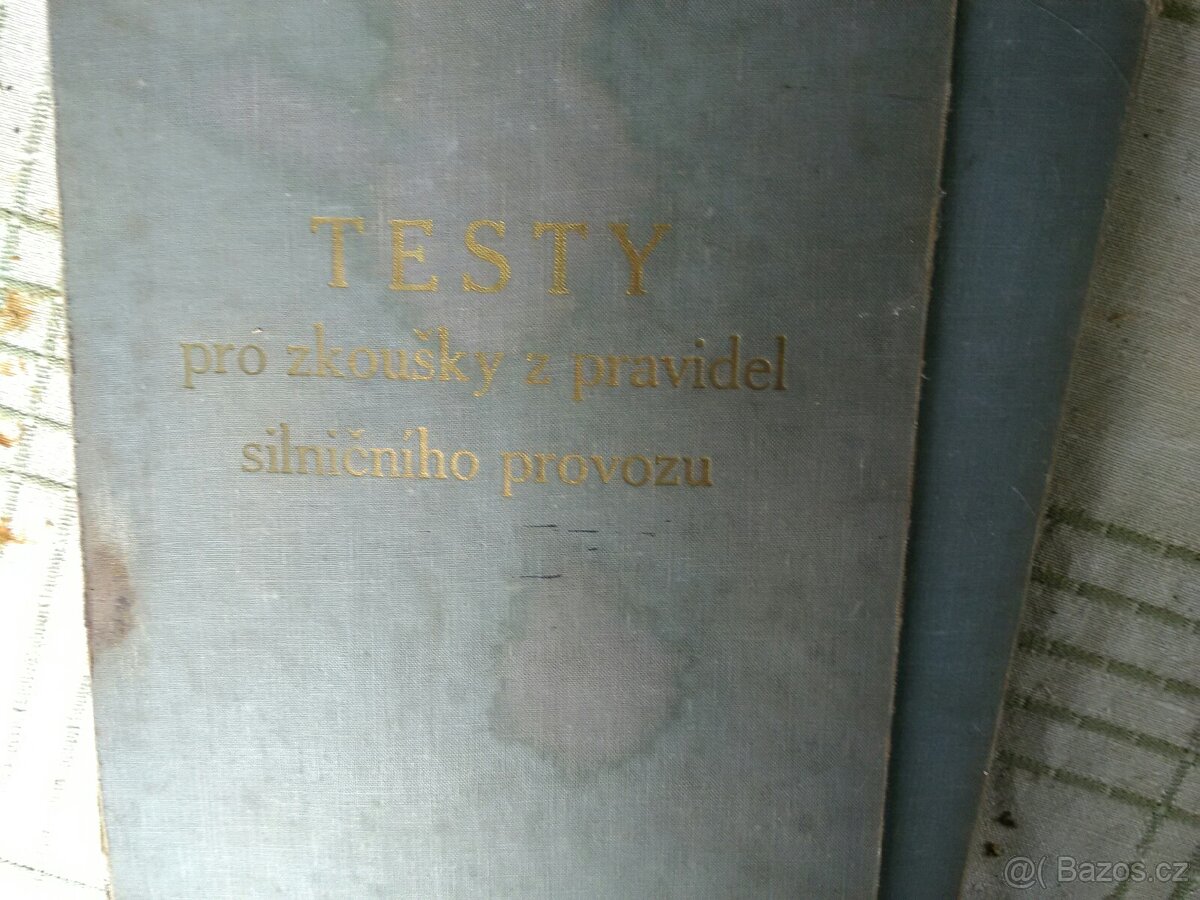 TESTY
pro zkoušky z pravidel
silničního provozu
@( Bazos.cz